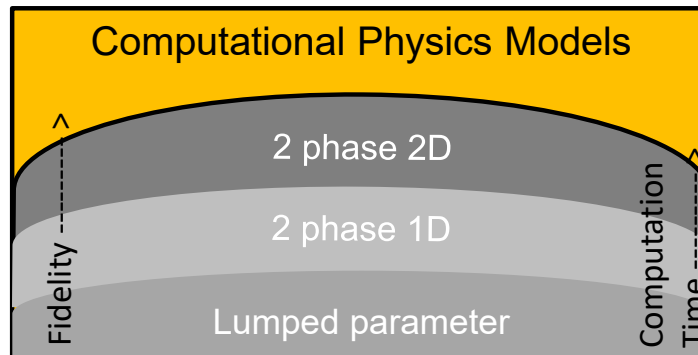 Computational Physics Models
2 phase 2D
2 phase 1D
Lumped parameter
Fidelity ------->
Computation
Time ------->